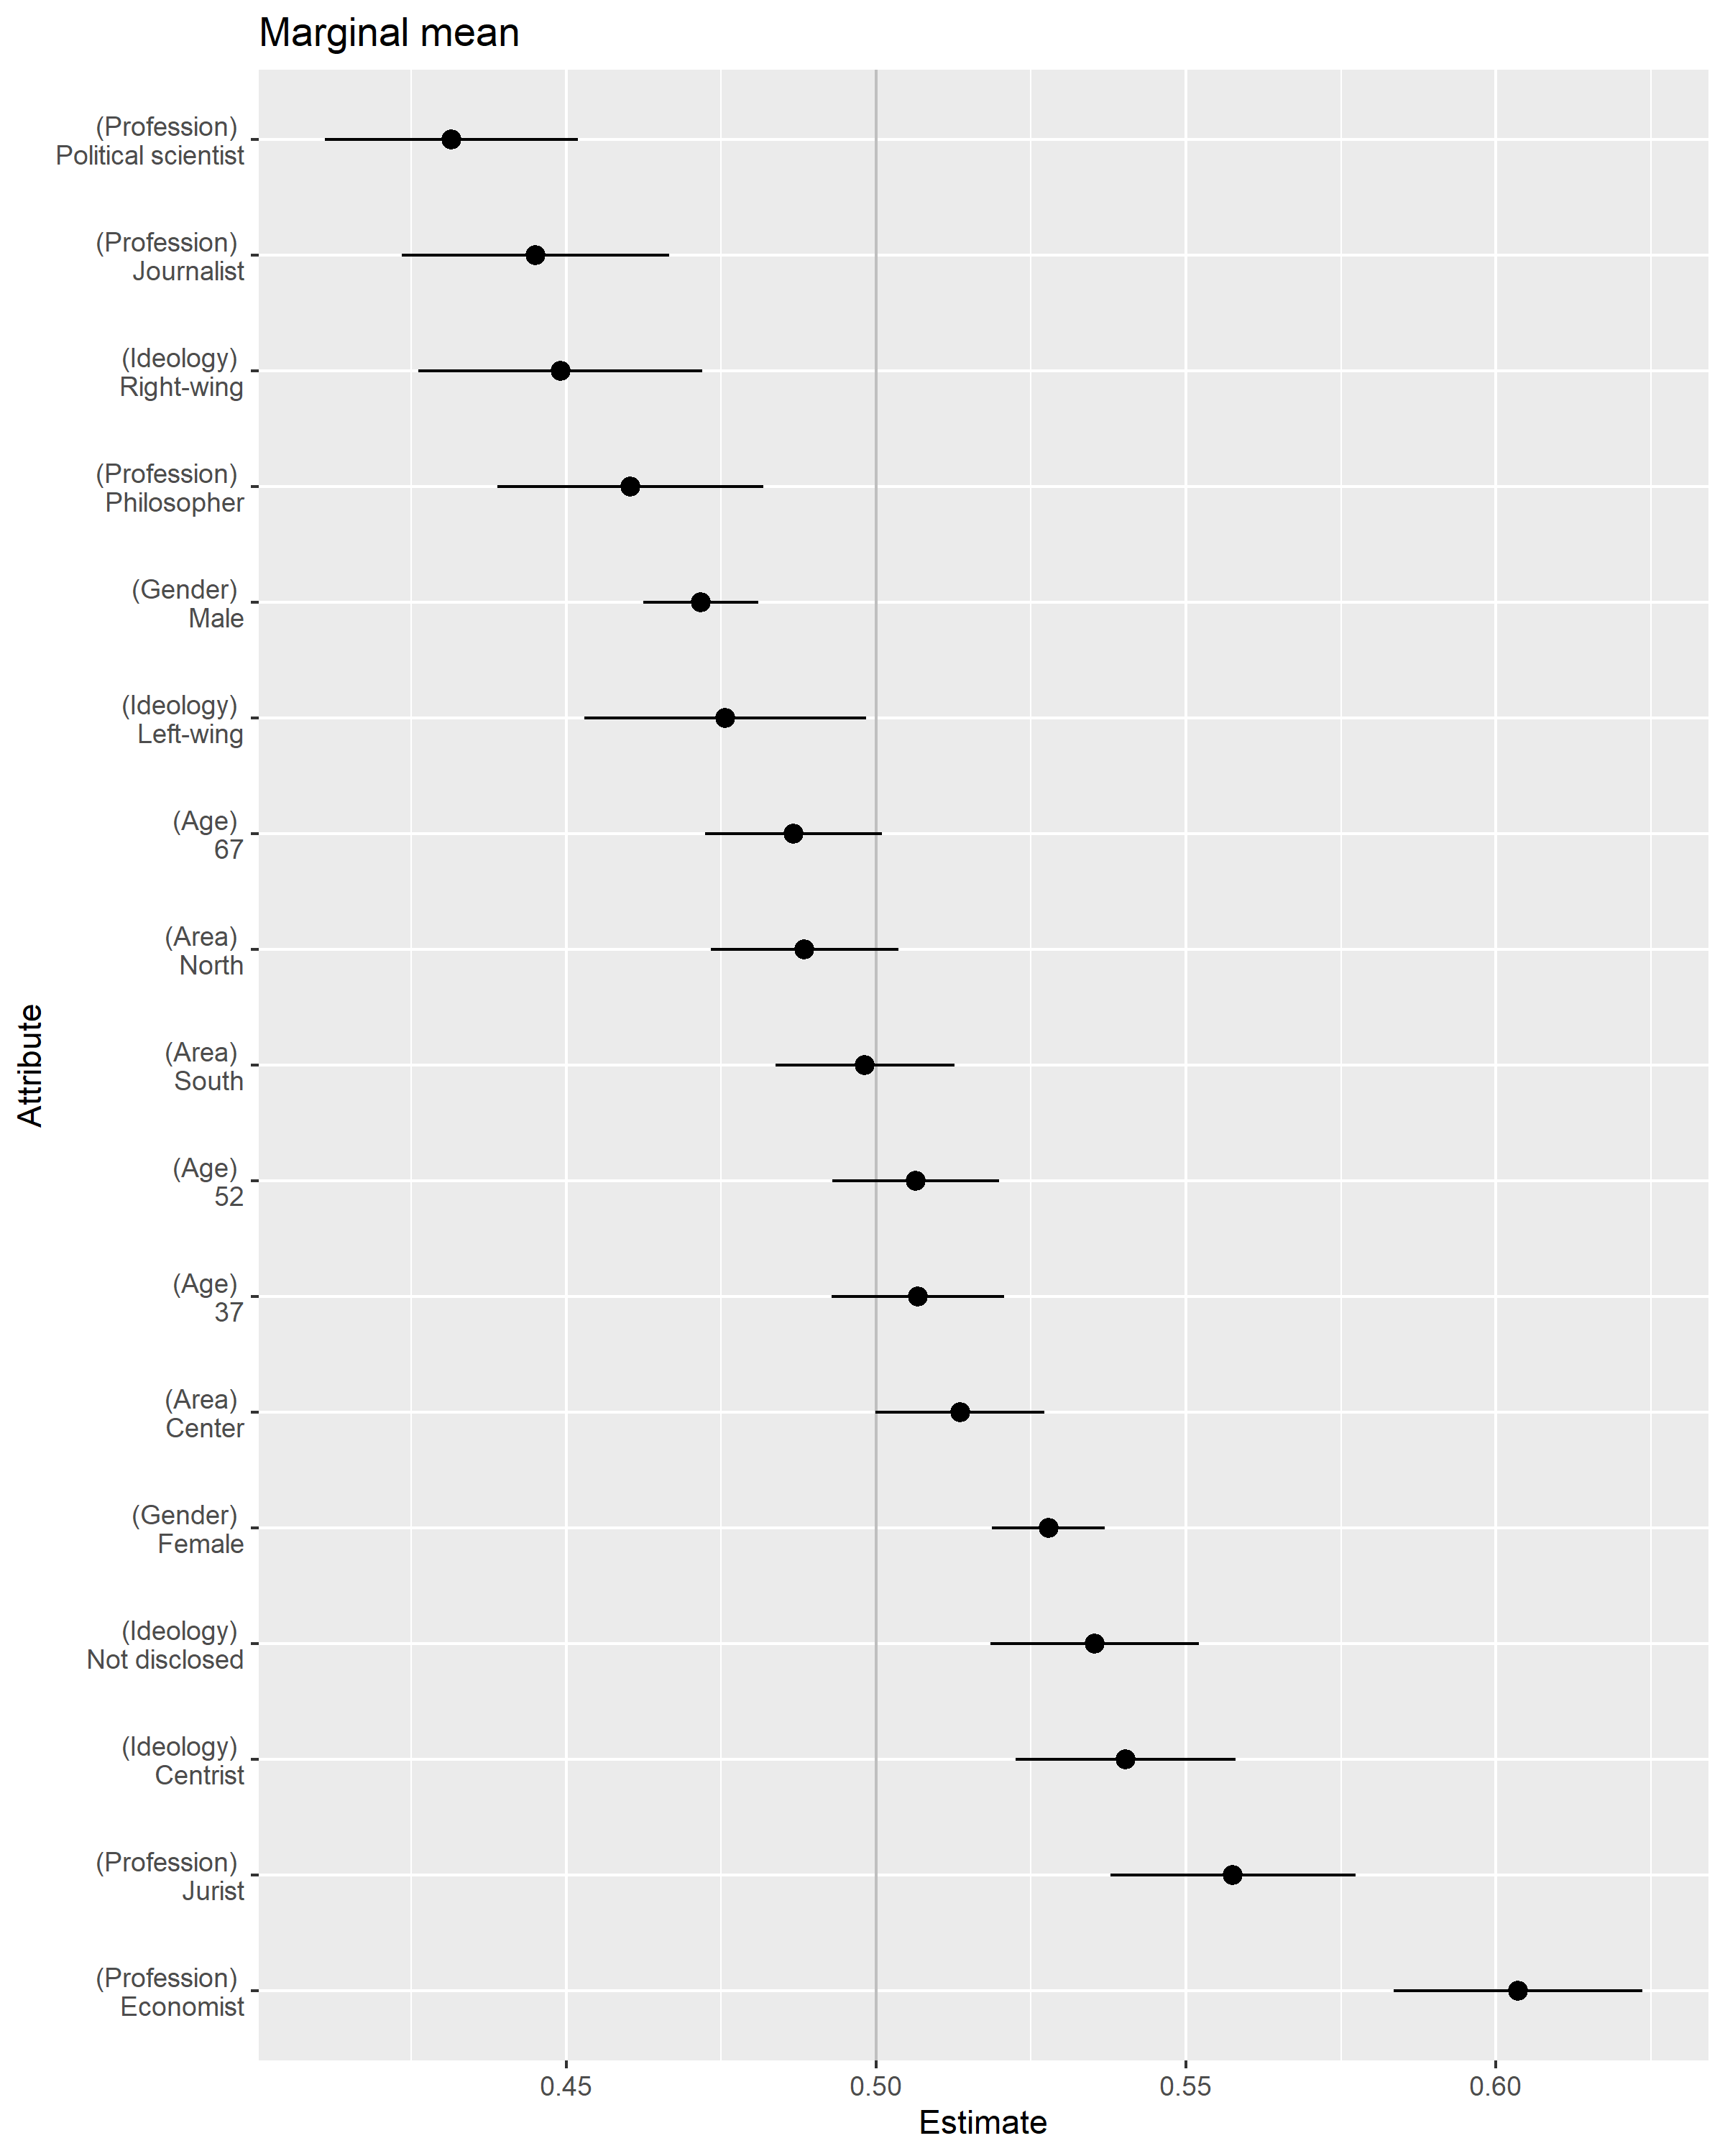 Marginal mean
(Profession)
Political scientist
(Profession)
Journalist
(Ideology)
Right-wing
(Profession)
Philosopher
(Gender)
Male
(Ideology)
Left-wing
(Age)
67
(Area)
North
(Area)
South
(Age)
52
(Age)
37
(Area)
Center
(Gender)
Female
(Ideology)
Not disclosed
(Ideology)
Centrist
(Profession)
Jurist
(Profession)
Economist
Attribute
0.45 0.50 0.55 0.60
Estimate